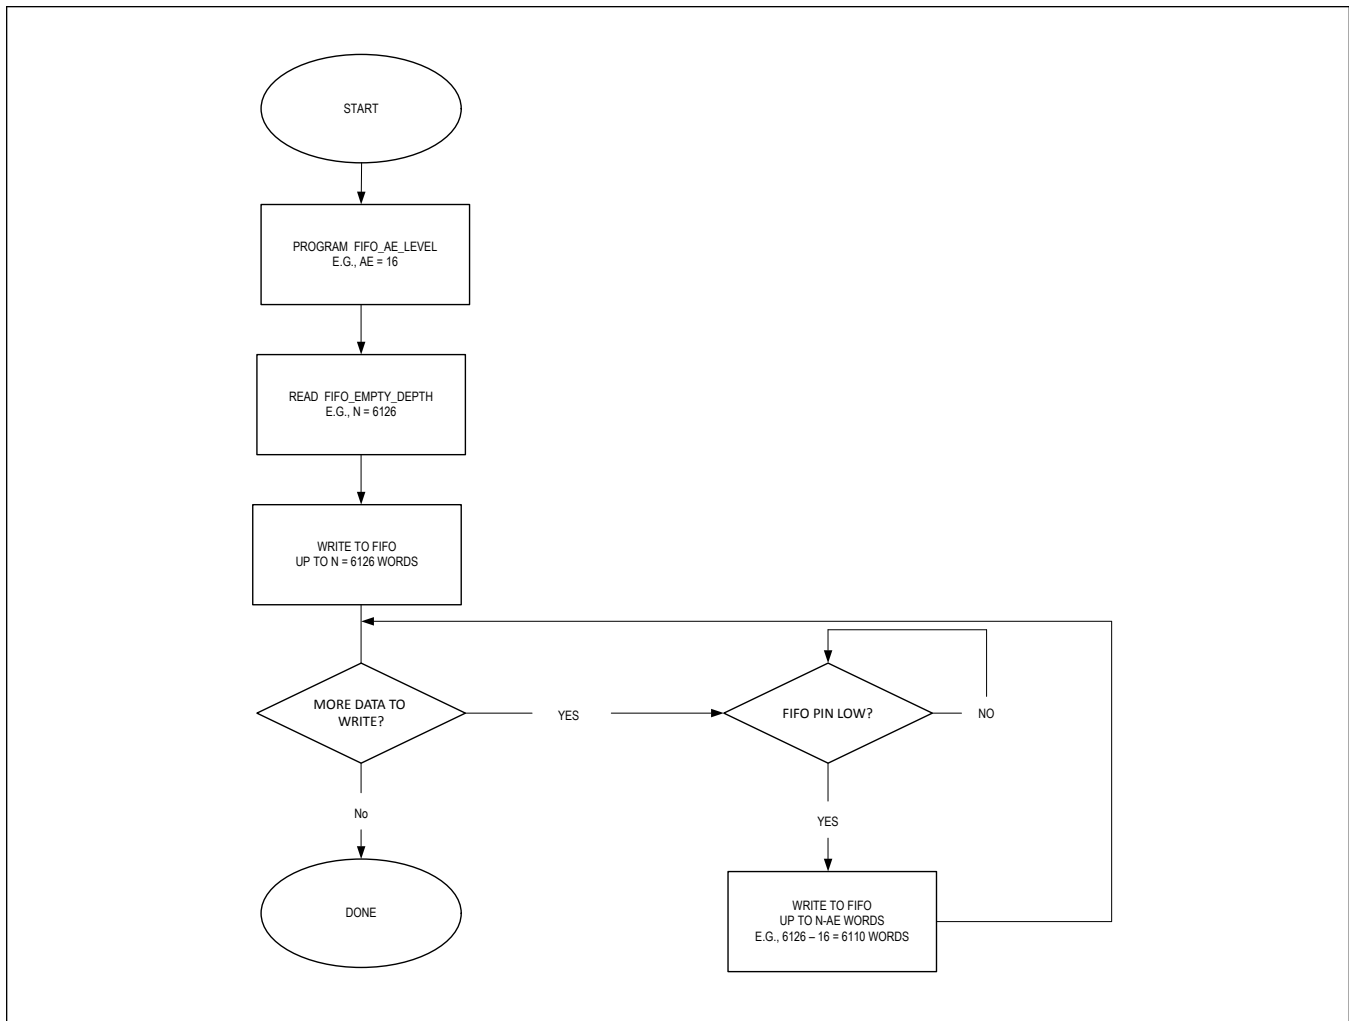 START
PROGRAM FIFO_AE_LEVEL
E.G., AE = 16
READ FIFO_EMPTY_DEPTH
E.G., N = 6126
WRITE TO FIFO
UP TO N = 6126 WORDS
MORE DATA TO
WRITE?
YES
FIFO PIN LOW?
NO
No
YES
DONE
WRITE TO FIFO
UP TO N-AE WORDS
E.G., 6126 – 16 = 6110 WORDS